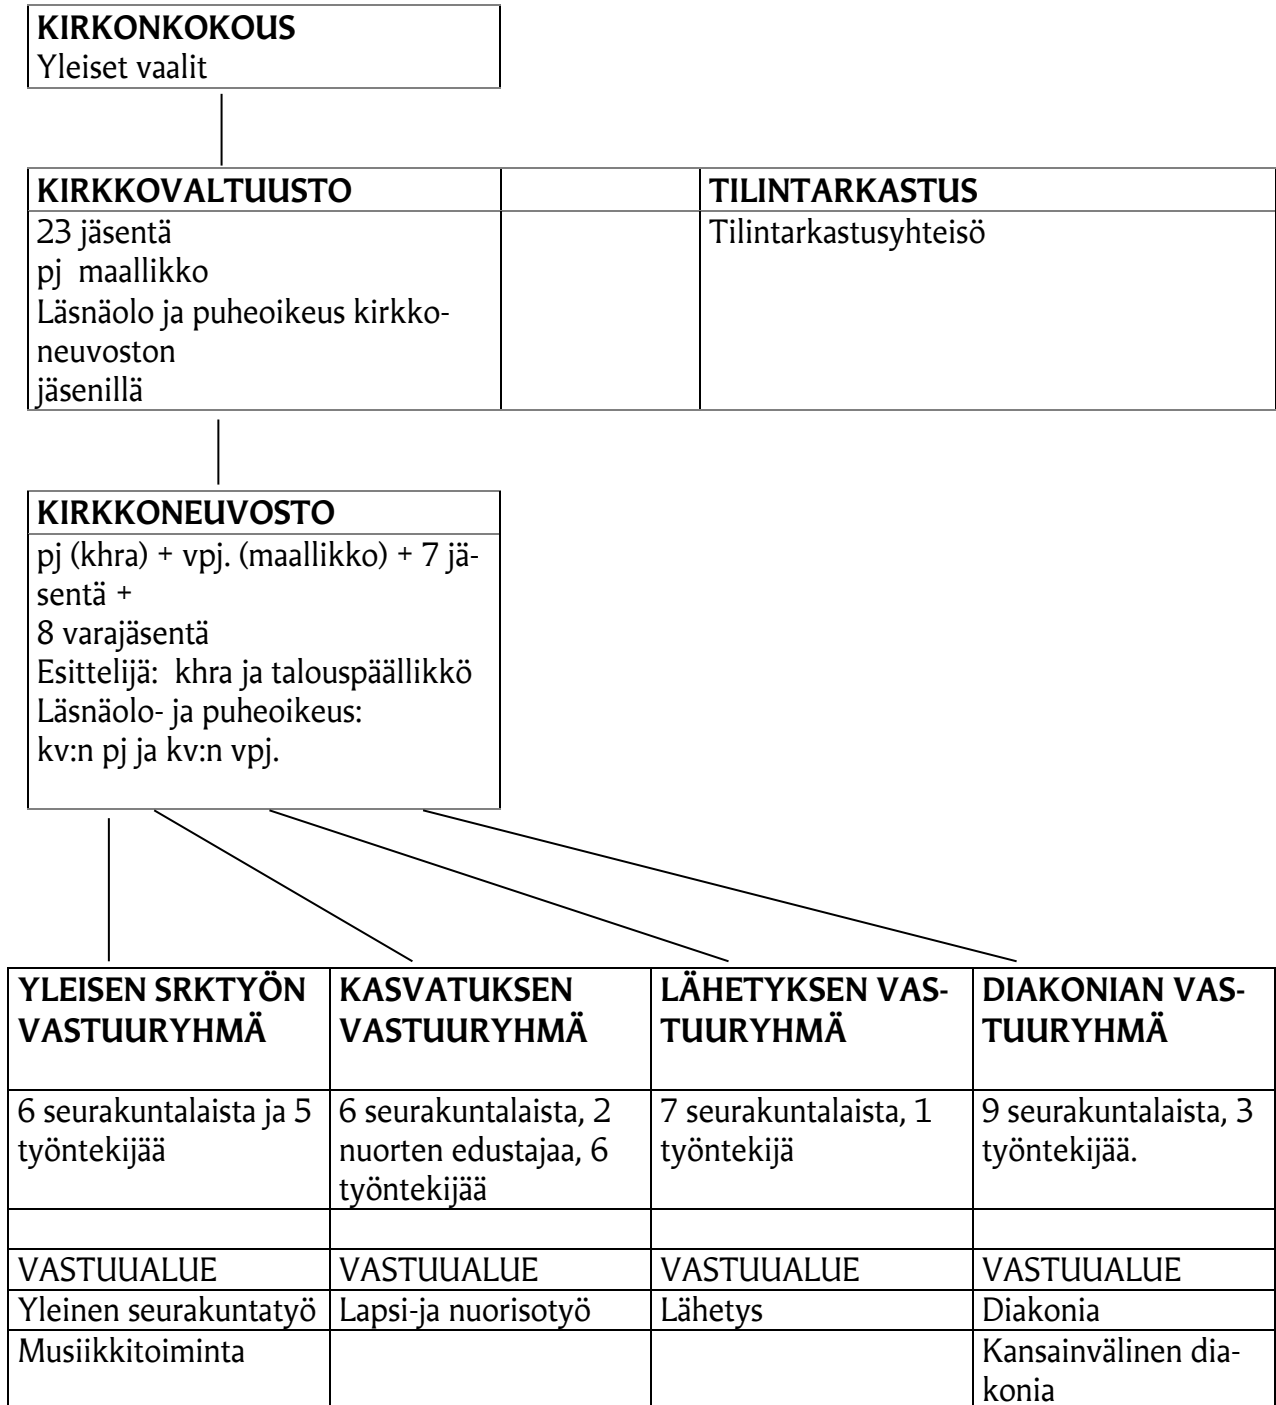 KIRKONKOKOUS
Yleiset vaalit
KIRKKOVALTUUSTO
23 jäsentä
pj  maallikko
Läsnäolo ja puheoikeus kirkko-
neuvoston
jäsenillä
TILINTARKASTUS
Tilintarkastusyhteisö
KIRKKONEUVOSTO
pj (khra) + vpj. (maallikko) + 7 jä-
sentä +
8 varajäsentä
Esittelijä:  khra ja talouspäällikkö
Läsnäolo- ja puheoikeus:
kv:n pj ja kv:n vpj.
YLEISEN SRKTYÖN
VASTUURYHMÄ
KASVATUKSEN
VASTUURYHMÄ
LÄHETYKSEN VAS-
TUURYHMÄ
DIAKONIAN VAS-
TUURYHMÄ
6 seurakuntalaista ja 5
työntekijää
6 seurakuntalaista, 2
nuorten edustajaa, 6
työntekijää
7 seurakuntalaista, 1
työntekijä
9 seurakuntalaista, 3
työntekijää.
VASTUUALUE
VASTUUALUE
VASTUUALUE
VASTUUALUE
Yleinen seurakuntatyö
Lapsi-ja nuorisotyö
Lähetys
Diakonia
Musiikkitoiminta
Kansainvälinen dia-
konia